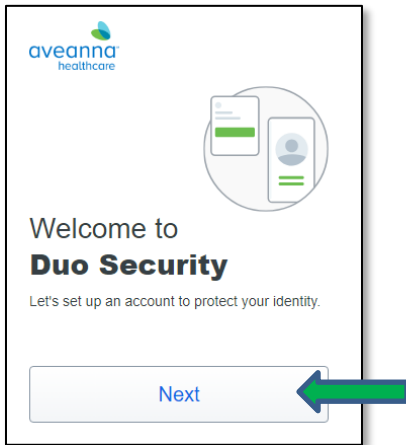 aveanna
healthcare
Welcome to
Duo Security
Let's set up an account to protect your identity.
Next